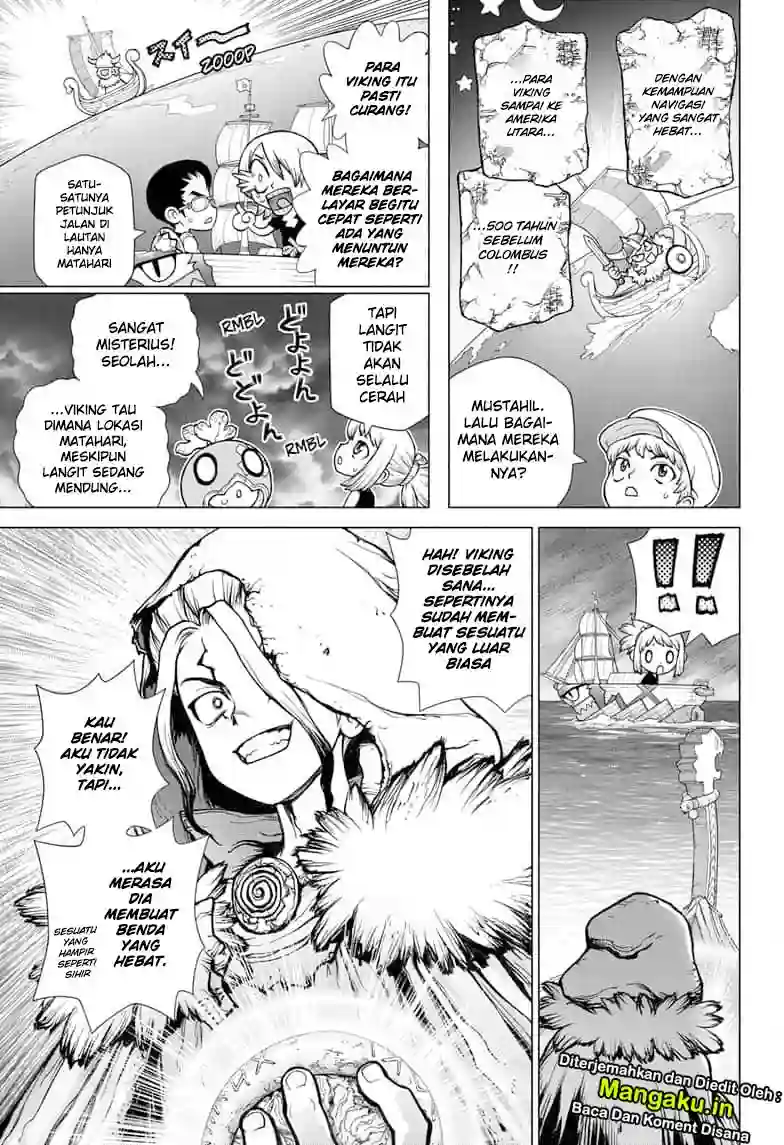 DENGAN
KEMAMPUAN
NAVIGASI
YANG SANGAT
HEBAT...
...PARA
VIKING
SAMPAI KE
AMERIKA
UTARA...
...500 TAHUN
SEBELUM
COLOMBUS
!!
MUSTAHIL.
LALU BAGAI-
MANA MEREKA
MELAKUKAN-
NYA?
PARA
VIKING ITU
PASTI
CURANG!
BAGAIMANA
MEREKA BER-
LAYAR BEGITU
CEPAT SEPERTI
ADA YANG
MENUNTUN
MEREKA?
スイー
ZOOOP
SATU-
SATUNYA
PETUNJUK
JALAN DI
LAUTAN
HANYA
MATAHARI
TAPI
LANGIT
TIDAK
AKAN
SELALU
CERAH
どよよん
どどよん
RMBL
RMBL
SANGAT
MISTERIUS!
SEOLAH...
...VIKING TAU
DIMANA LOKASI
MATAHARI,
MESKIPUN
LANGIT SEDANG
MENDUNG...
!!
HAH! VIKING
DISEBELAH
SANA...
SEPERTINYA
SUDAH MEM-
BUAT SESUATU
YANG LUAR
BIASA
KAU
BENAR!
AKU TIDAK
YAKIN,
TAPI...
...AKU
MERASA
DIA
MEMBUAT
BENDA
YANG
HEBAT.
SESUATU
YANG
HAMPIR
SEPERTI
SIHIR
Diterjemahkan dan Diedit Oleh :
Mangaku.in
Baca Dan Koment Disana